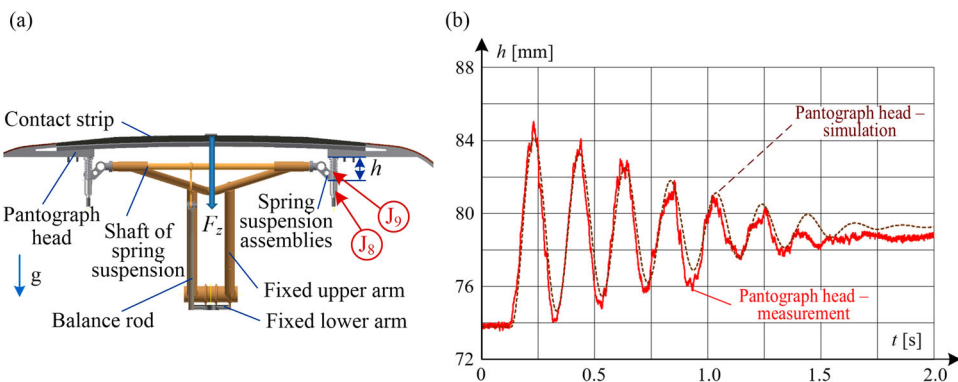 (a)
Contact strip
Pantograph
head
Shaft of
spring
suspension
F_z
Spring
suspension
assemblies
h
J9
J8
g
Balance rod
Fixed upper arm
Fixed lower arm
(b)
h [mm]
88
84
80
76
72
0
0.5
1.0
1.5
2.0
t [s]
Pantograph head –
simulation
Pantograph head –
measurement